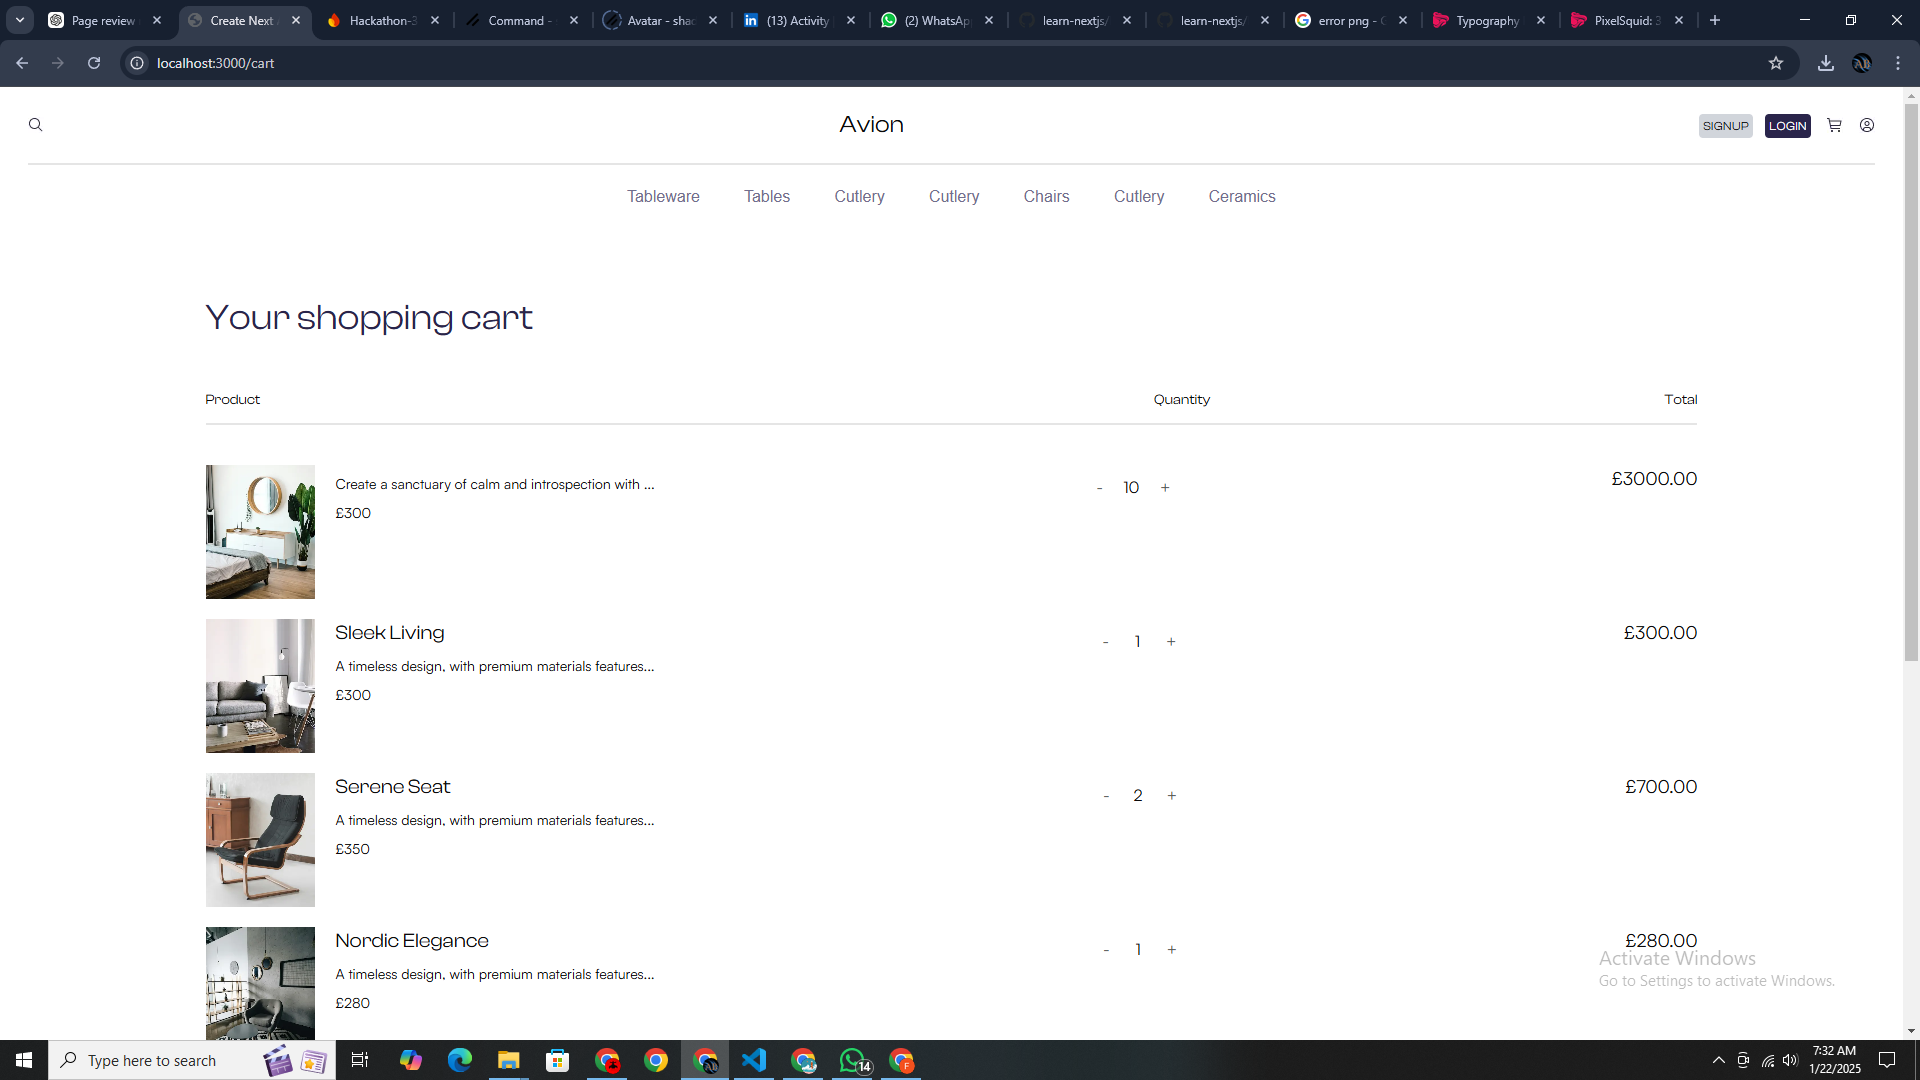 Page review
Create Next
Hackathon-3
Command -
Avatar - shac
(13) Activity
(2) WhatsApp
learn-nextjs/
learn-nextjs/
error png -
Typography
PixelSquid: 3
localhost:3000/cart
Avion
SIGNUP
LOGIN
Tableware
Tables
Cutlery
Cutlery
Chairs
Cutlery
Ceramics
Your shopping cart
Product
Quantity
Total
Create a sanctuary of calm and introspection with ...
£300
- 10 +
£3000.00
Sleek Living
A timeless design, with premium materials features...
£300
- 1 +
£300.00
Serene Seat
A timeless design, with premium materials features...
£350
- 2 +
£700.00
Nordic Elegance
A timeless design, with premium materials features...
£280
- 1 +
£280.00
Activate Windows
Go to Settings to activate Windows.
Type here to search
14
F
7:32 AM
1/22/2025